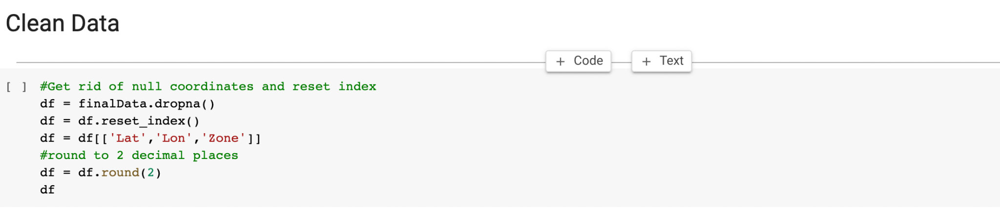 Clean Data
+ Code + Text
[ ] #Get rid of null coordinates and reset index
df = finalData.dropna()
df = df.reset_index()
df = df[['Lat','Lon','Zone']]
#round to 2 decimal places
df = df.round(2)
df